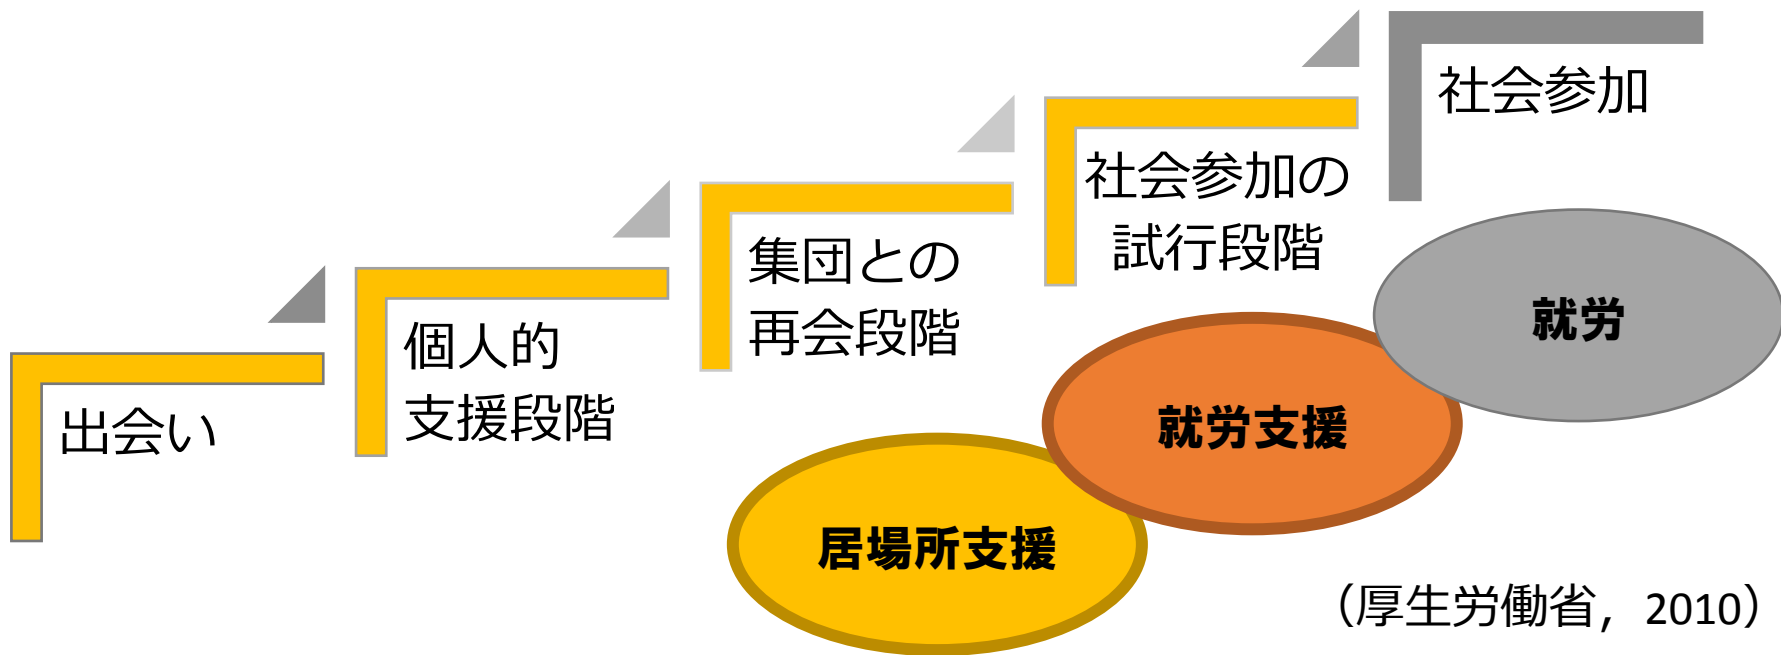 出会い
個人的
支援段階
集団との
再会段階
社会参加の
試行段階
社会参加
居場所支援
就労支援
就労
（厚生労働省，2010）